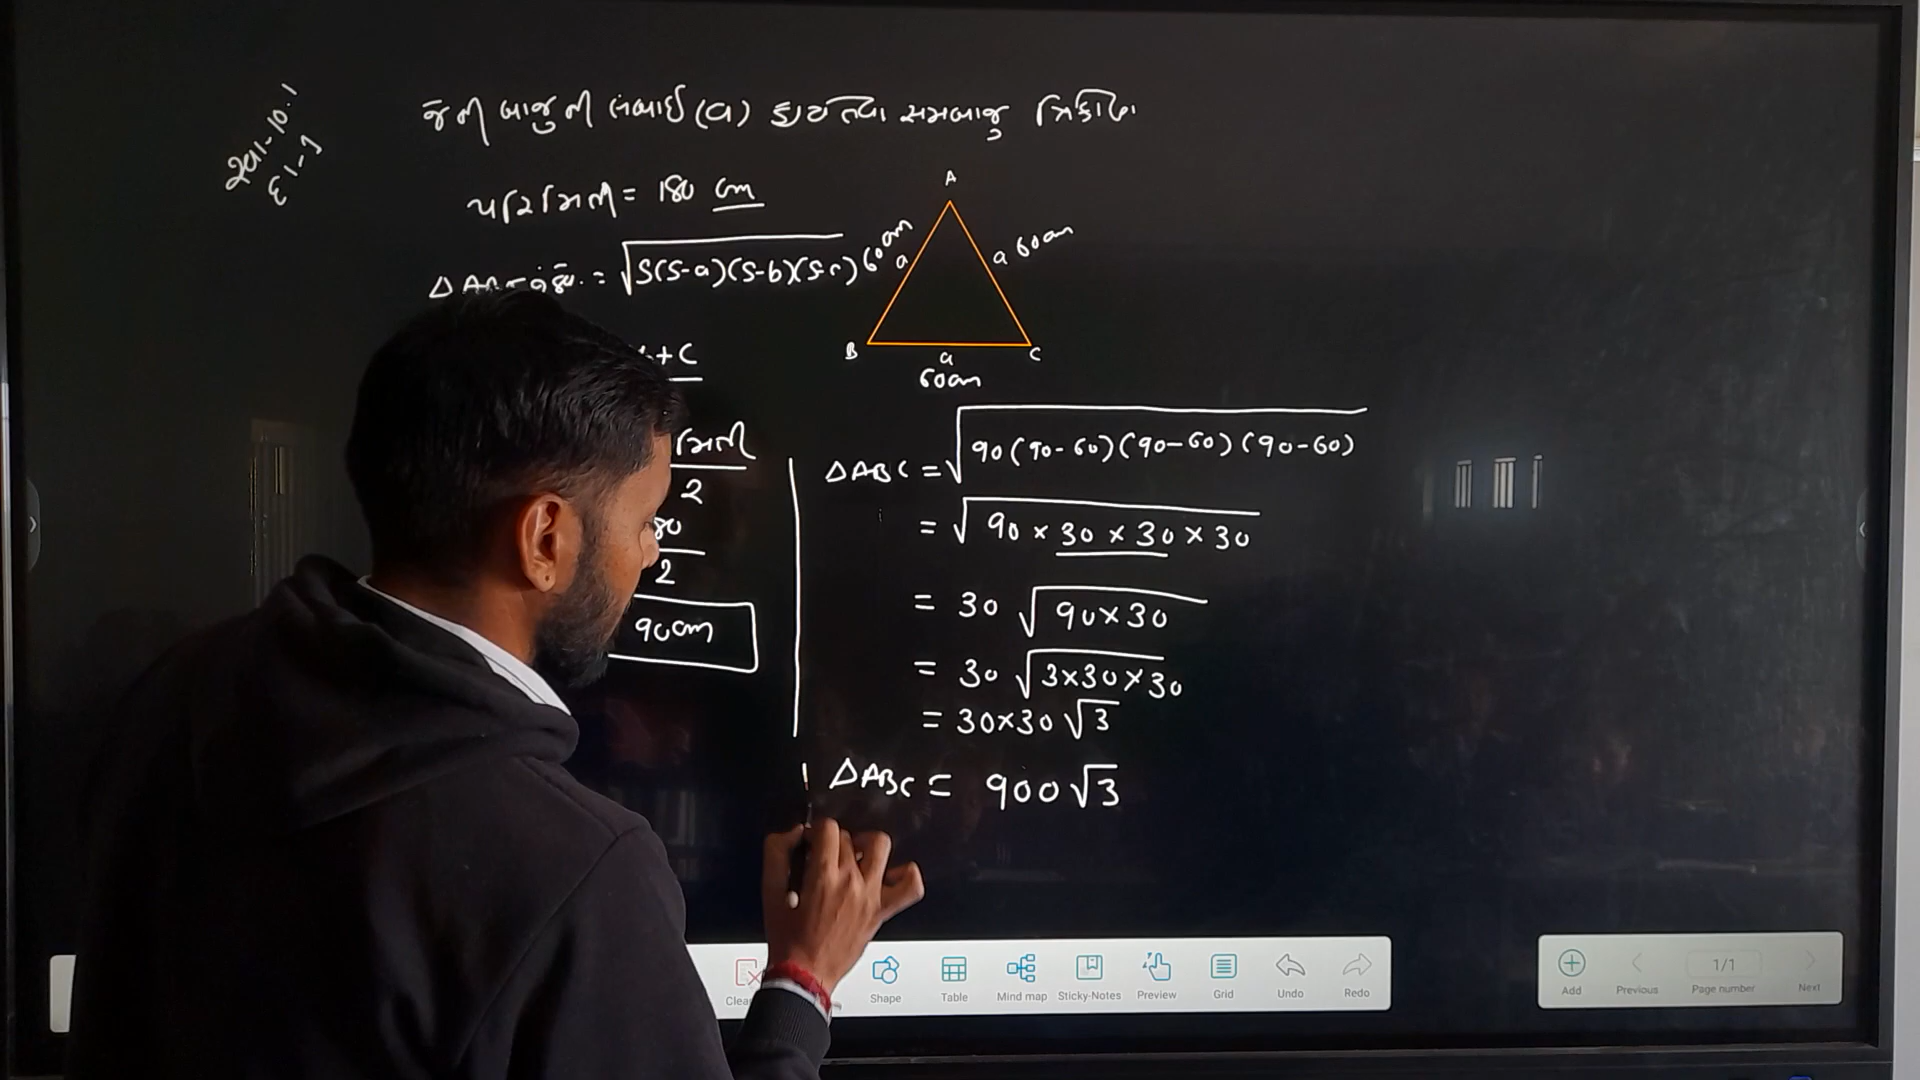 સ્વા-10.1
દા-1
જેની બાજુની લંબાઈ (a) હોય તેવા સમબાજુ ત્રિકોણ
પરિમિતી = 180 cm
= √S(S-a)(S-b)(S-c)
A
60cm
a
a 60cm
B
a
C
60cm
+C
2
80
2
90cm
ΔABC = √90(90-60)(90-60)(90-60)
= √90 × 30 × 30 × 30
= 30 √90×30
= 30 √3×30×30
= 30×30 √3
ΔABC = 900√3
Shape
Table
Mind map
Sticky-Notes
Preview
Grid
Undo
Redo
Add
Previous
1/1
Page number
Next